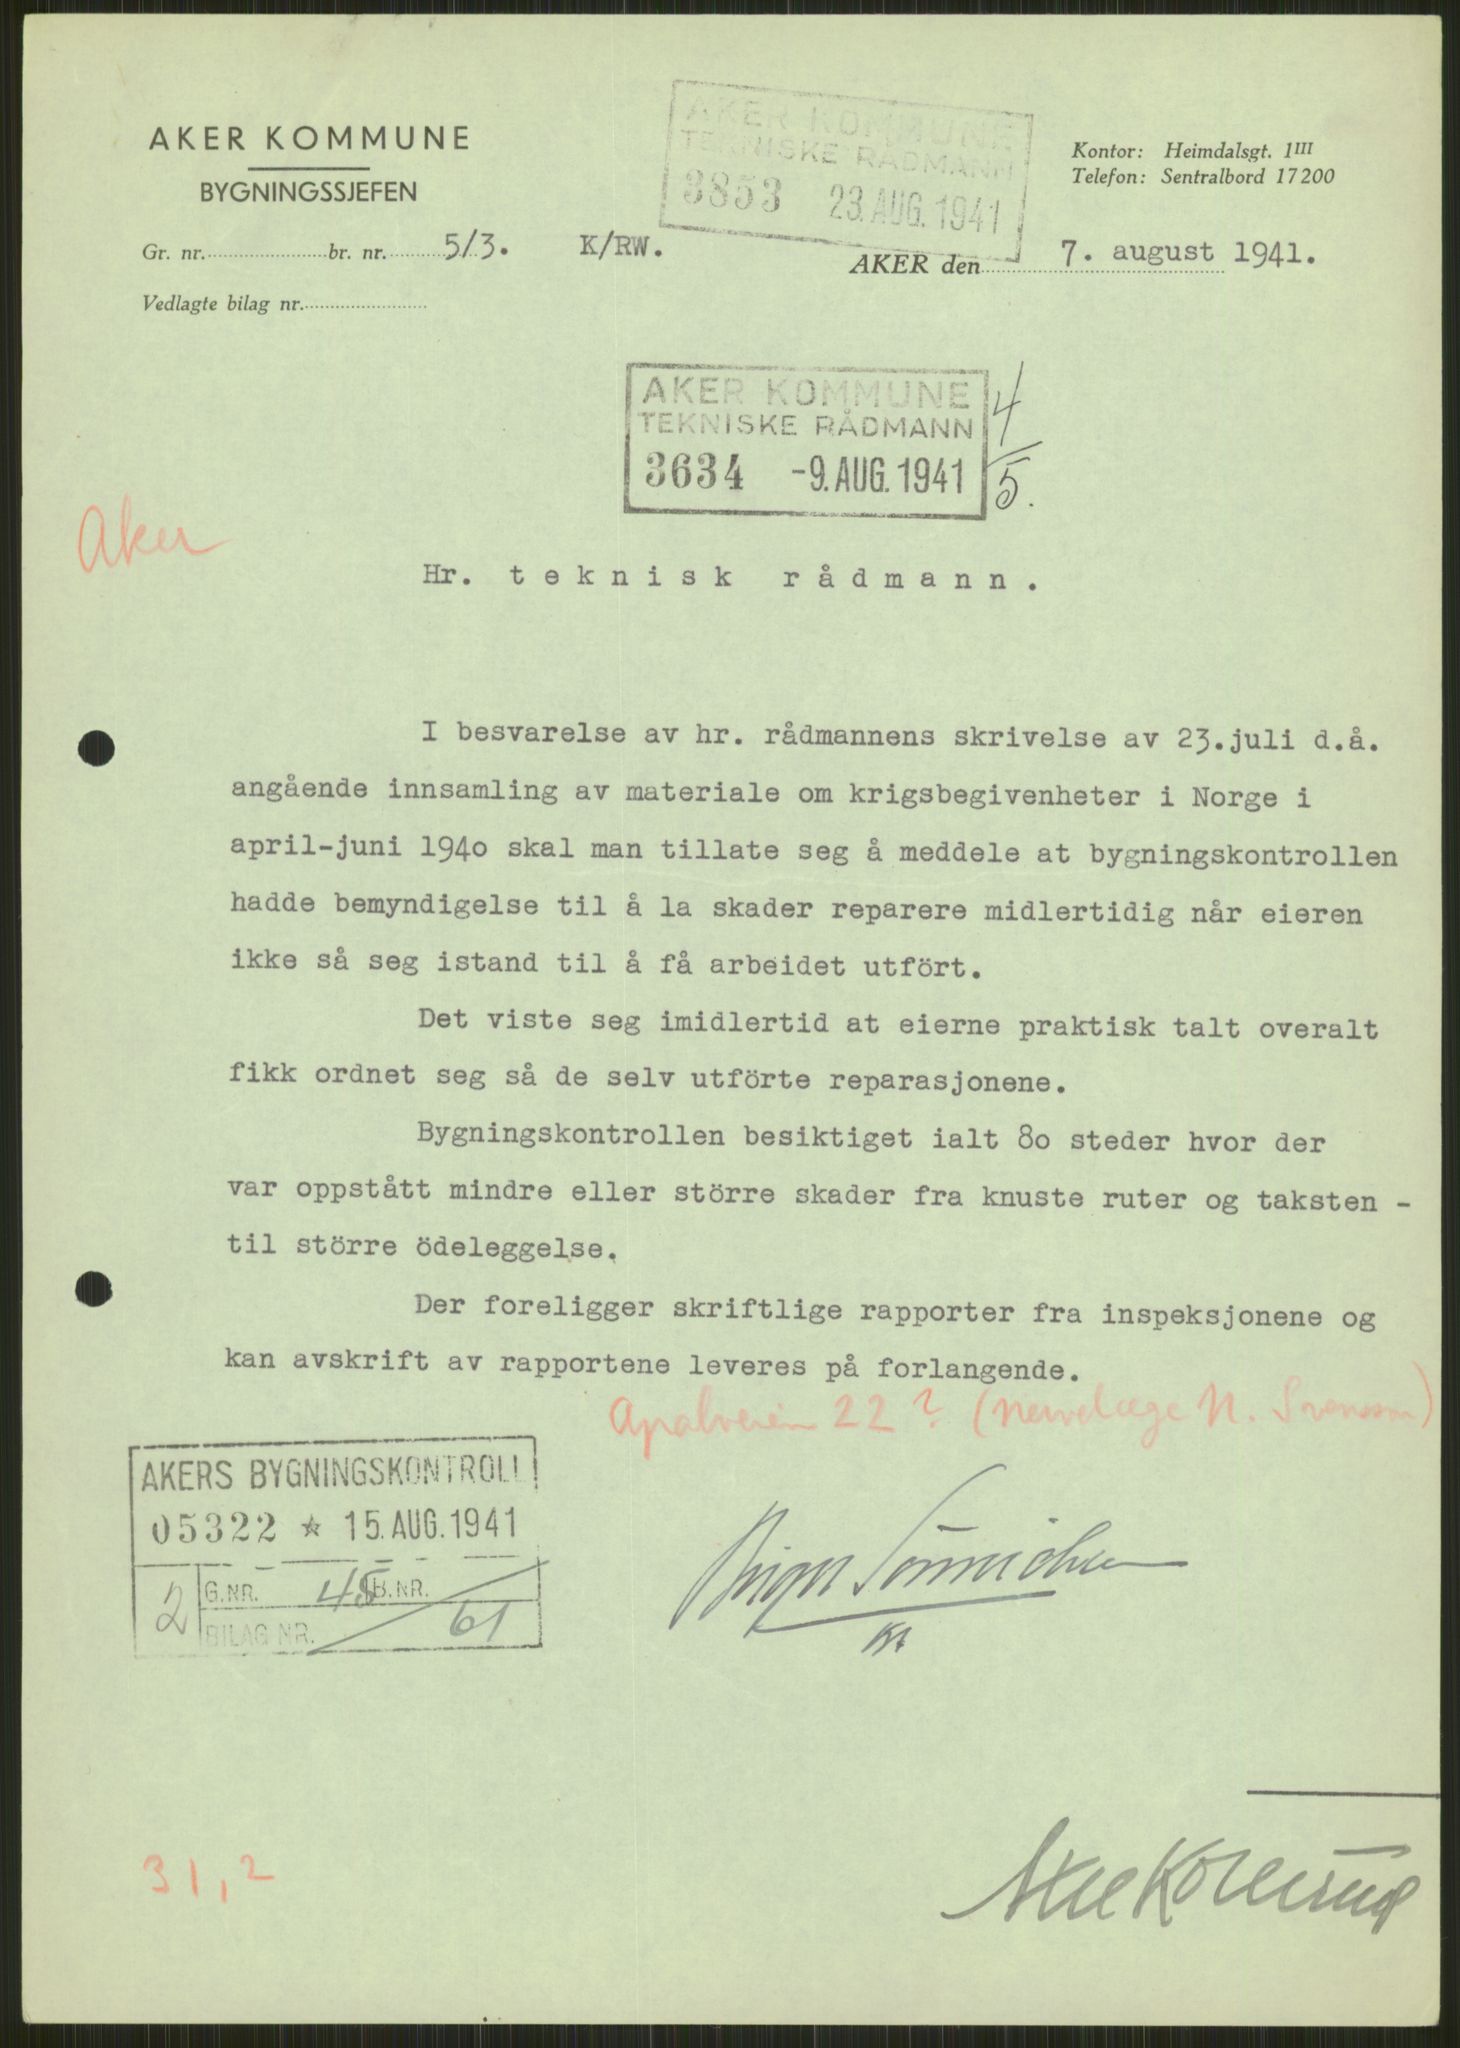 AKER KOMMUNE
BYGNINGSSJEFEN
AKER KOMMUNE
TEKNISKE RÅDMANN
3853 23. AUG. 1941
Kontor: Heimdalsgt. 1III
Telefon: Sentralbord 17200
Gr. nr. br. nr. 5/3. K/RW.
AKER den 7. august 1941.
Vedlagte bilag nr.
AKER KOMMUNE
TEKNISKE RÅDMANN
3634 -9. AUG. 1941
4/5.
Aker
Hr. teknisk rådmann.
I besvarelse av hr. rådmannens skrivelse av 23.juli d.å.
angående innsamling av materiale om krigsbegivenheter i Norge i
april-juni 1940 skal man tillate seg å meddele at bygningskontrollen
hadde bemyndigelse til å la skader reparere midlertidig når eieren
ikke så seg istand til å få arbeidet utfört.
Det viste seg imidlertid at eierne praktisk talt overalt
fikk ordnet seg så de selv utförte reparasjonene.
Bygningskontrollen besiktiget ialt 80 steder hvor der
var oppstått mindre eller större skader fra knuste ruter og taksten -
til större ödeleggelse.
Der foreligger skriftlige rapporter fra inspeksjonene og
kan avskrift av rapportene leveres på forlangende.
Apalveien 22? (Nervelæge N. Svensson)
AKERS BYGNINGSKONTROLL
05322 ★ 15. AUG. 1941
2 G.NR. 45 B.NR.
BILAG NR. 61
31,2